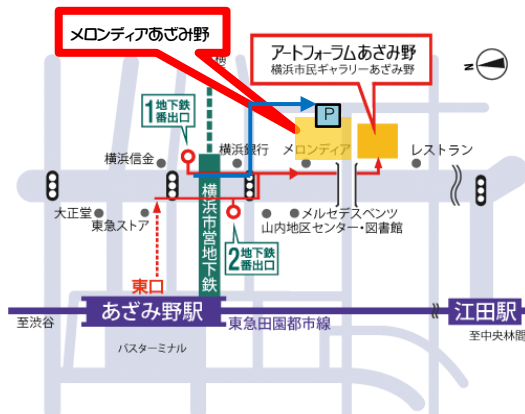 メロンディアあざみ野
横
アートフォーラムあざみ野
横浜市民ギャラリーあざみ野
N
P
1 地下鉄
番出口
横浜信金
横浜銀行
メロンディア
レストラン
大正堂
東急ストア
横浜市営地下鉄
メルセデスベンツ
山内地区センター・図書館
2 地下鉄
番出口
東口
あざみ野駅
江田駅
至渋谷
東急田園都市線
至中央林間
バスターミナル